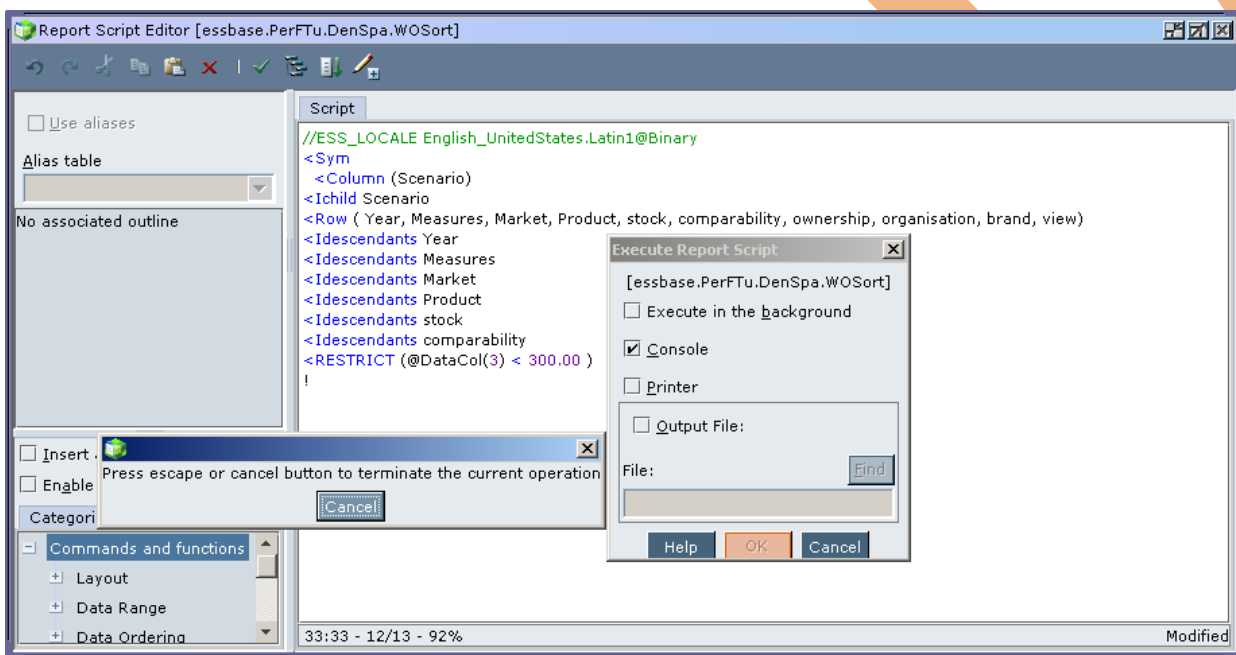 Report Script Editor [essbase.PerFTu.DenSpa.WOSort]
Use aliases
Alias table
No associated outline
Script
//ESS_LOCALE English_UnitedStates.Latin1@Binary
<Sym
<Column (Scenario)
<Ichild Scenario
<Row ( Year, Measures, Market, Product, stock, comparability, ownership, organisation, brand, view)
<Idescendants Year
<Idescendants Measures
<Idescendants Market
<Idescendants Product
<Idescendants stock
<Idescendants comparability
<RESTRICT (@DataCol(3) < 300.00 )
!
Execute Report Script
[essbase.PerFTu.DenSpa.WOSort]
Execute in the background
Console
Printer
Output File:
File:
Find
Help
OK
Cancel
Insert
Enable
Press escape or cancel button to terminate the current operation
Cancel
Categori
Commands and functions
Layout
Data Range
Data Ordering
33:33 - 12/13 - 92%
Modified